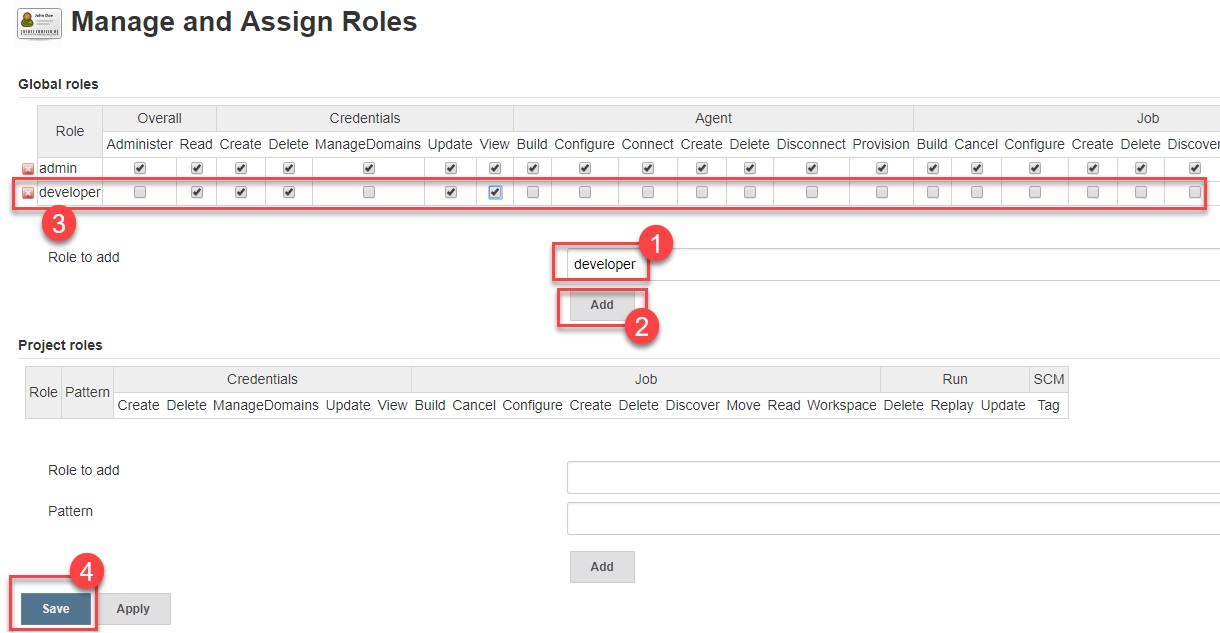 John Doe
Manage and Assign Roles
Global roles
Role Overall Credentials Agent Job
Administer Read Create Delete ManageDomains Update View Build Configure Connect Create Delete Disconnect Provision Build Cancel Configure Create Delete Discover
admin
developer
3
Role to add
1
developer
Add
2
Project roles
Role Pattern Credentials Job Run SCM
Create Delete ManageDomains Update View Build Cancel Configure Create Delete Discover Move Read Workspace Delete Replay Update Tag
Role to add
Pattern
Add
4
Save Apply